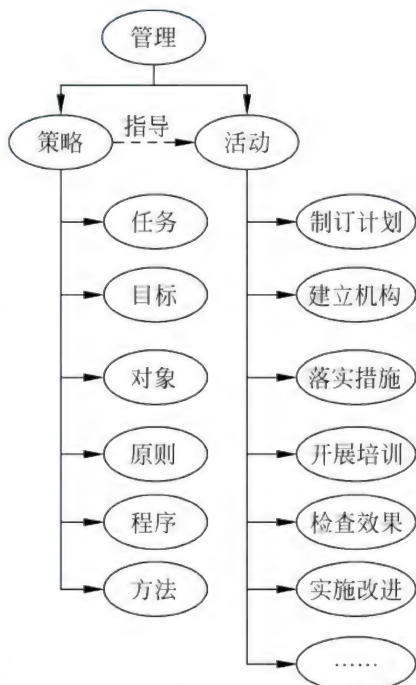 管理
策略
指导
活动
任务
制订计划
目标
建立机构
对象
落实措施
原则
开展培训
程序
检查效果
方法
实施改进
……